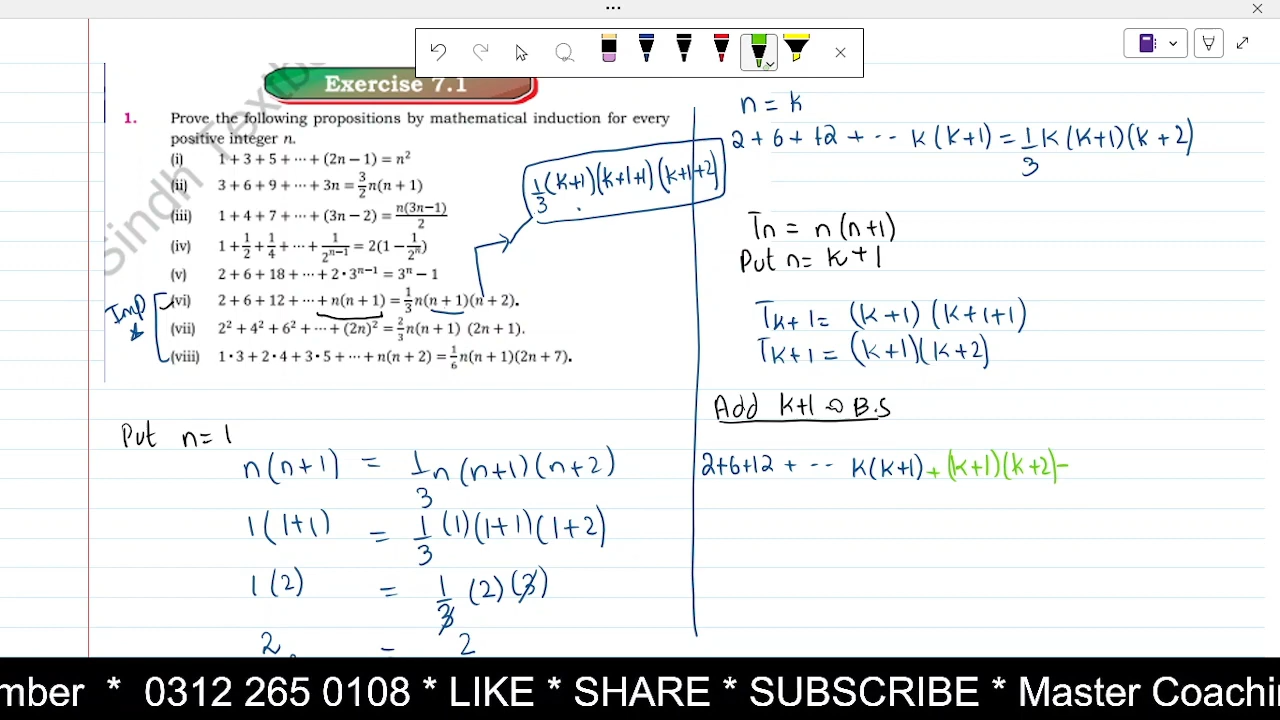 Exercise 7.1
1. Prove the following propositions by mathematical induction for every
positive integer n.
(i) 1 + 3 + 5 + ⋯ + (2n − 1) = n²
(ii) 3 + 6 + 9 + ⋯ + 3n = 3/2 n(n + 1)
(iii) 1 + 4 + 7 + ⋯ + (3n − 2) = n(3n−1)/2
(iv) 1 + 1/2 + 1/4 + ⋯ + 1/2ⁿ⁻¹ = 2(1 − 1/2ⁿ)
(v) 2 + 6 + 18 + ⋯ + 2 • 3ⁿ⁻¹ = 3ⁿ − 1
(vi) 2 + 6 + 12 + ⋯ + n(n + 1) = 1/3 n(n + 1)(n + 2).
(vii) 2² + 4² + 6² + ⋯ + (2n)² = 2/3 n(n + 1) (2n + 1).
(viii) 1 • 3 + 2 • 4 + 3 • 5 + ⋯ + n(n + 2) = 1/6 n(n + 1)(2n + 7).
Sindh Textb
Imp
1/3 (k+1)(k+1+1)(k+1+2)
Put n= 1
n(n+1) = 1/3 n(n+1)(n+2)
1(1+1) = 1/3 (1)(1+1)(1+2)
1(2) = 1/3 (2)(3)
2 = 2
n = k
2 + 6 + 12 + -- k(k+1) = 1/3 k(k+1)(k+2)
Tn = n(n+1)
Put n= k+1
Tk+1= (k+1)(k+1+1)
Tk+1= (k+1)(k+2)
Add k+1 B.S
2+6+12 + -- k(k+1) + (k+1)(k+2) -
mber * 0312 265 0108 * LIKE * SHARE * SUBSCRIBE * Master Coachi